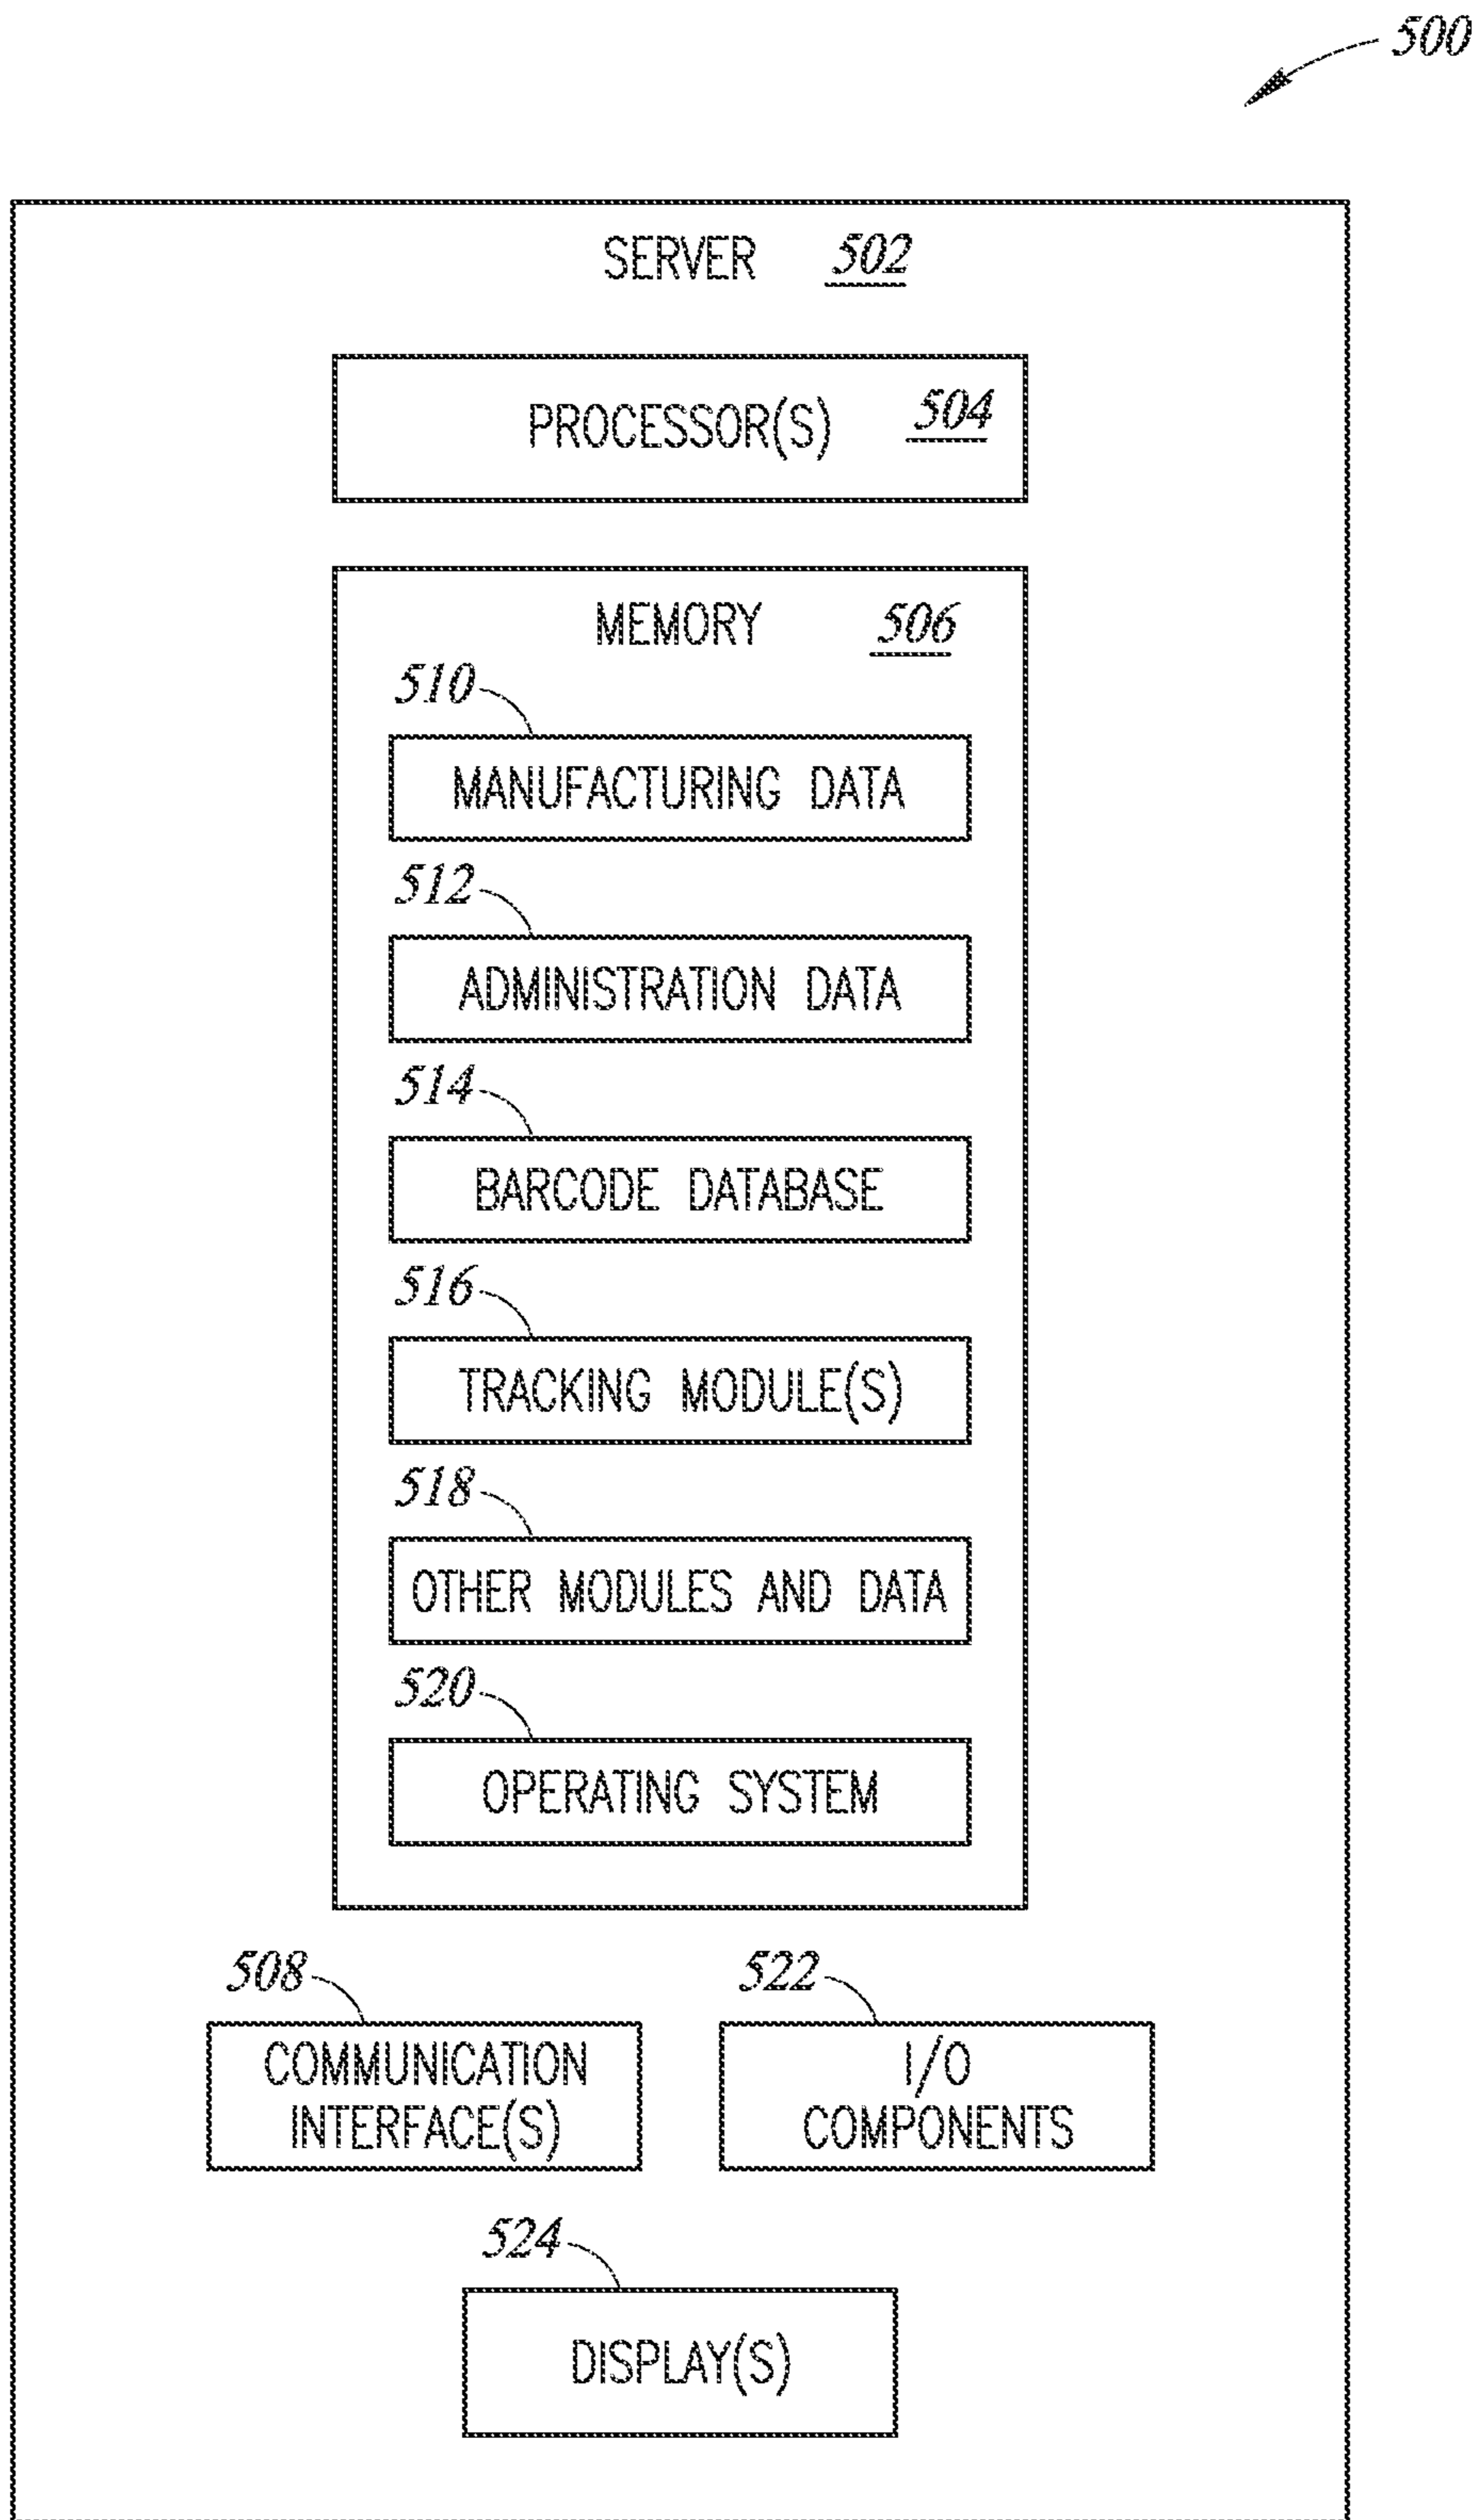 500
SERVER 502
PROCESSOR(S) 504
MEMORY 506
510
MANUFACTURING DATA
512
ADMINISTRATION DATA
514
BARCODE DATABASE
516
TRACKING MODULE(S)
518
OTHER MODULES AND DATA
520
OPERATING SYSTEM
508
COMMUNICATION
INTERFACE(S)
522
I/O
COMPONENTS
524
DISPLAY(S)